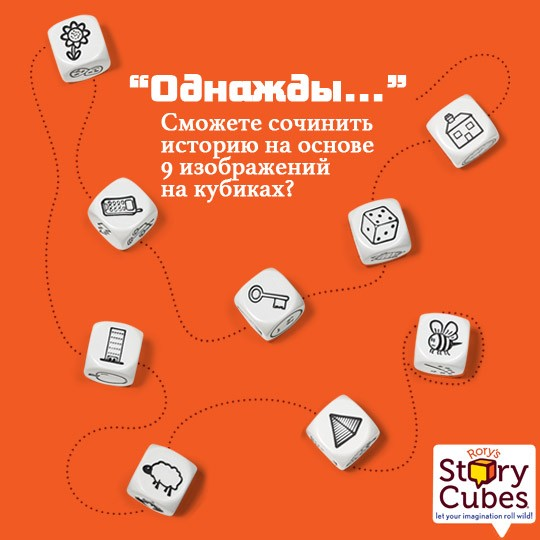 “Однажды...”
Сможете сочинить
историю на основе
9 изображений
на кубиках?
Rory's
Story
Cubes
let your imagination roll wild!